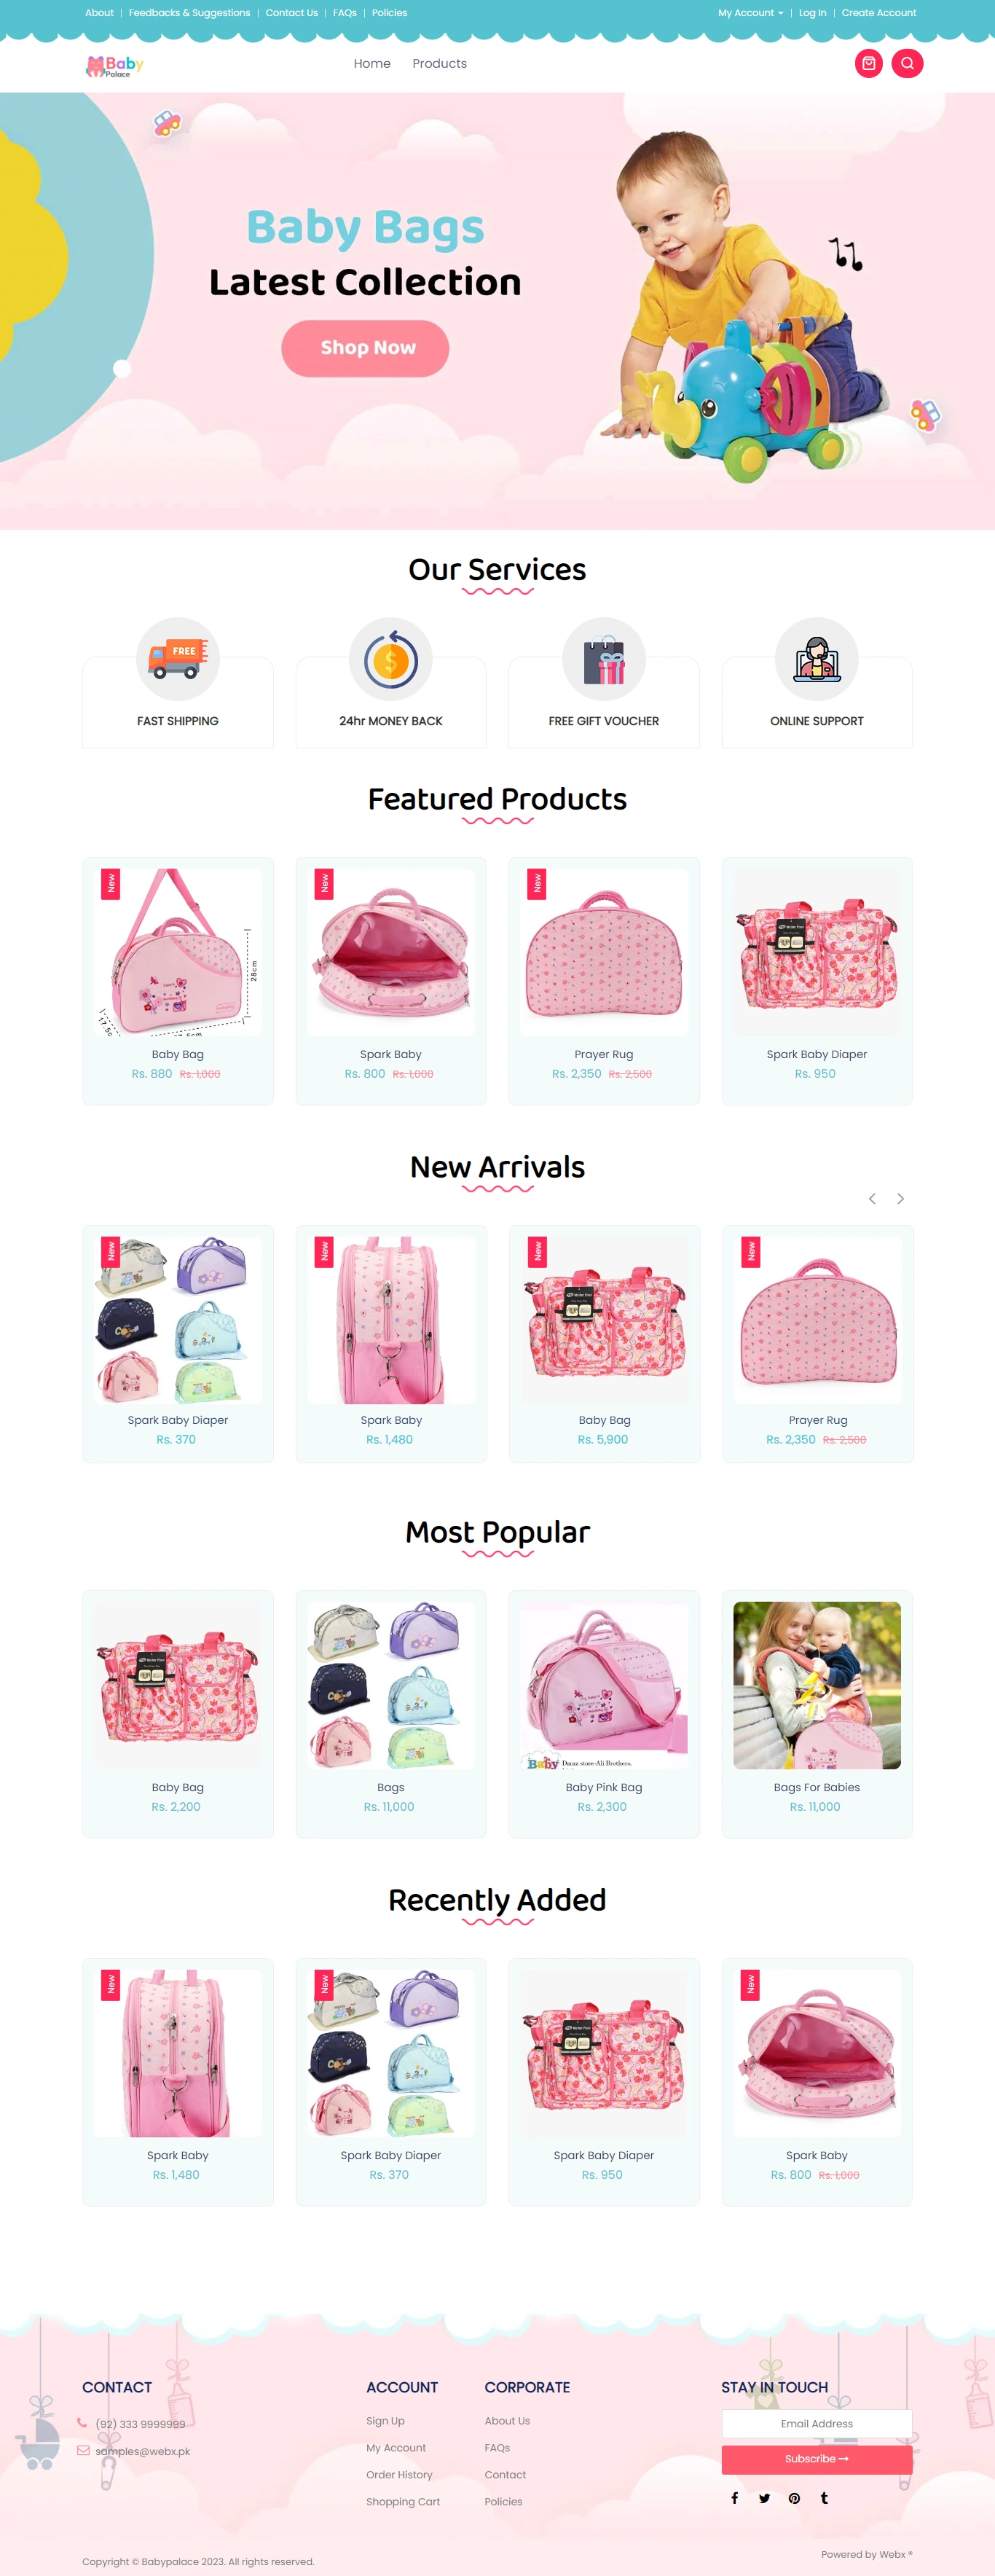 About | Feedbacks & Suggestions | Contact Us | FAQs | Policies
My Account | Log In | Create Account
Baby
Palace
Home Products
Baby Bags
Latest Collection
Shop Now
Our Services
FREE
FAST SHIPPING
24hr MONEY BACK
FREE GIFT VOUCHER
ONLINE SUPPORT
Featured Products
New
New
New
28cm
Baby Bag
Rs. 880 Rs. 1,000
Spark Baby
Rs. 800 Rs. 1,000
Prayer Rug
Rs. 2,350 Rs. 2,500
Spark Baby Diaper
Rs. 950
New Arrivals
New
New
New
New
Spark Baby Diaper
Rs. 370
Spark Baby
Rs. 1,480
Baby Bag
Rs. 5,900
Prayer Rug
Rs. 2,350 Rs. 2,500
Most Popular
Baby Daraz store-Ali Brothers.
Baby Bag
Rs. 2,200
Bags
Rs. 11,000
Baby Pink Bag
Rs. 2,300
Bags For Babies
Rs. 11,000
Recently Added
New
New
New
Spark Baby
Rs. 1,480
Spark Baby Diaper
Rs. 370
Spark Baby Diaper
Rs. 950
Spark Baby
Rs. 800 Rs. 1,000
CONTACT
(92) 333 9999999
samples@webx.pk
ACCOUNT
Sign Up
My Account
Order History
Shopping Cart
CORPORATE
About Us
FAQs
Contact
Policies
STAY IN TOUCH
Email Address
Subscribe →
Copyright © Babypalace 2023. All rights reserved.
Powered by Webx ®